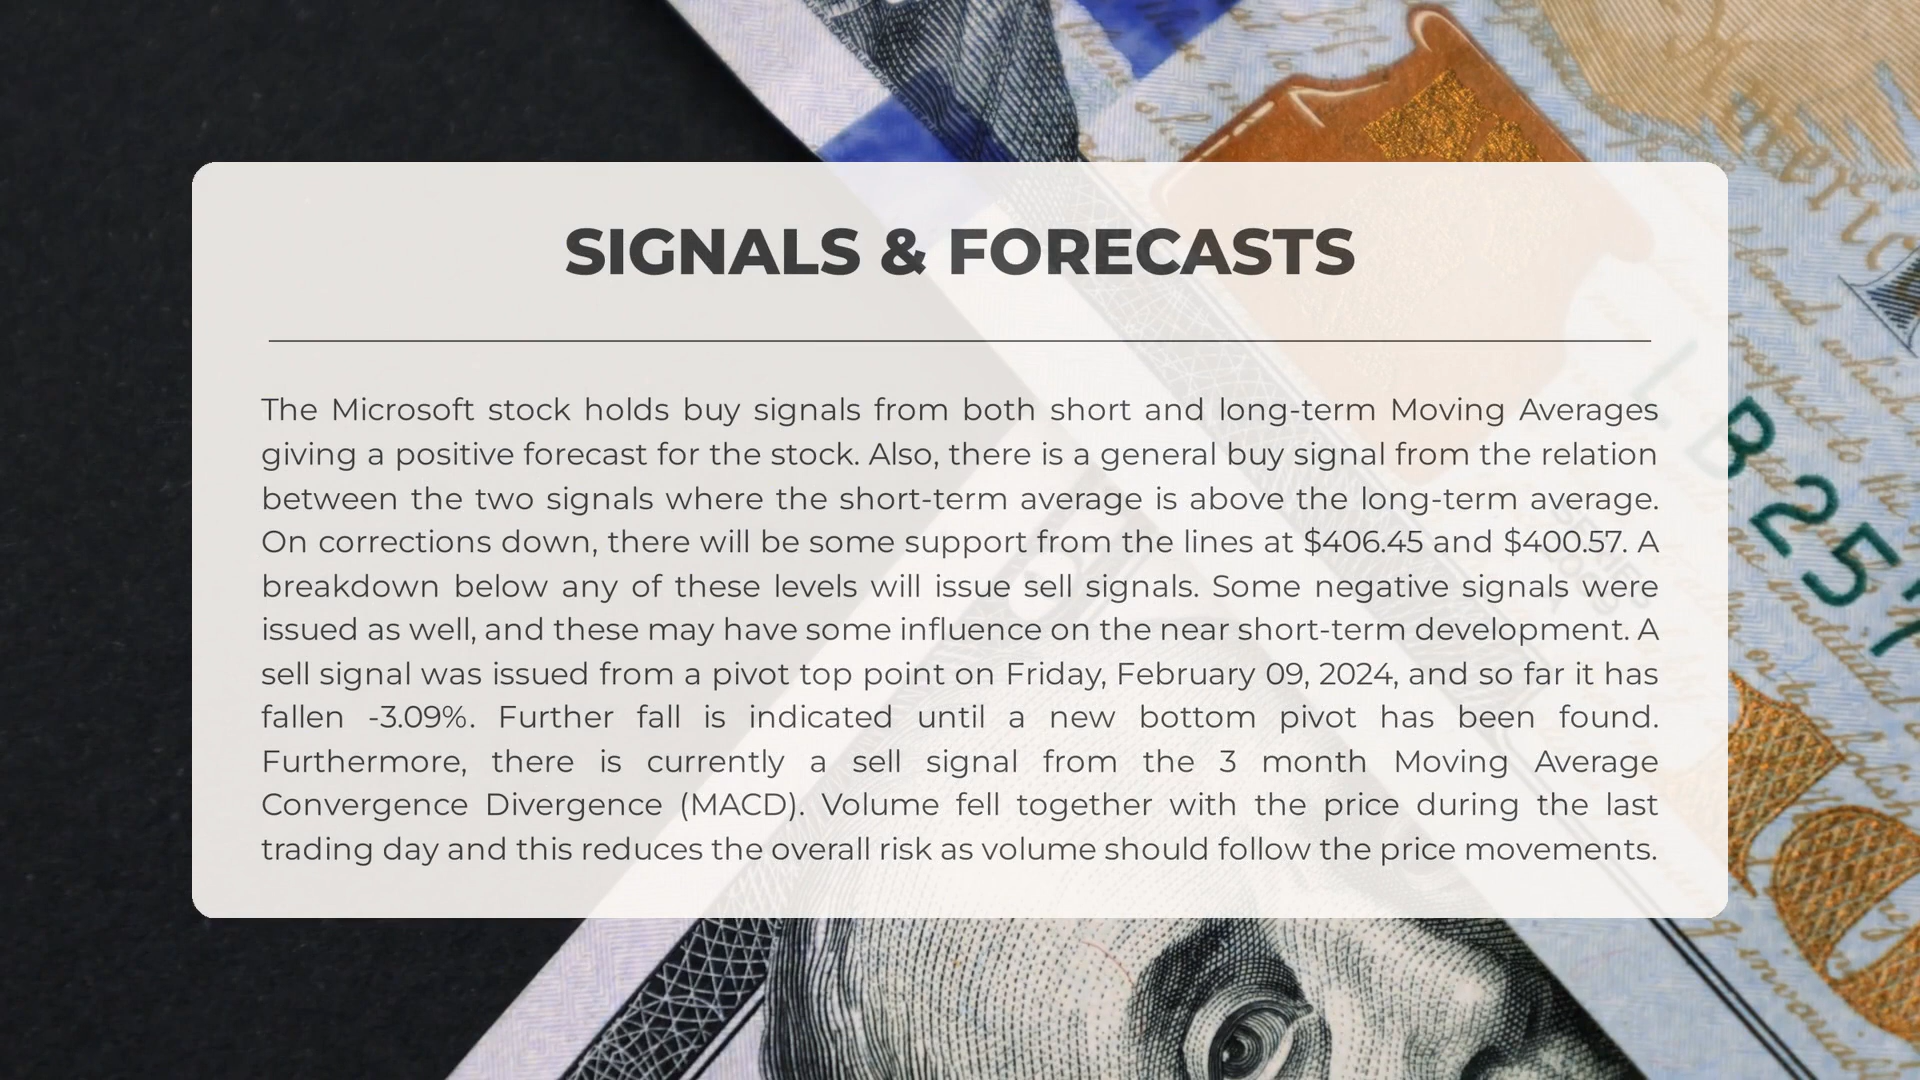 SIGNALS & FORECASTS
The Microsoft stock holds buy signals from both short and long-term Moving Averages
giving a positive forecast for the stock. Also, there is a general buy signal from the relation
between the two signals where the short-term average is above the long-term average.
On corrections down, there will be some support from the lines at $406.45 and $400.57. A
breakdown below any of these levels will issue sell signals. Some negative signals were
issued as well, and these may have some influence on the near short-term development. A
sell signal was issued from a pivot top point on Friday, February 09, 2024, and so far it has
fallen -3.09%. Further fall is indicated until a new bottom pivot has been found.
Furthermore, there is currently a sell signal from the 3 month Moving Average
Convergence Divergence (MACD). Volume fell together with the price during the last
trading day and this reduces the overall risk as volume should follow the price movements.
L B 25